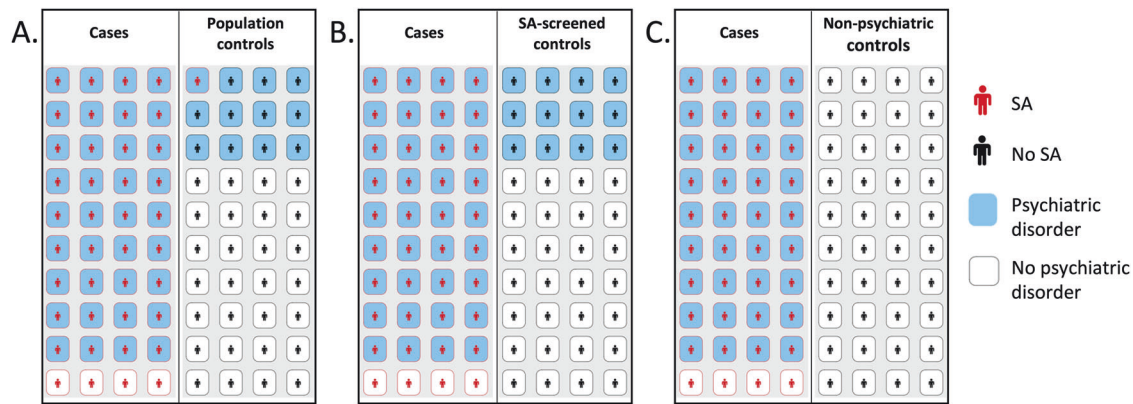 A.
Cases
Population
controls
B.
Cases
SA-screened
controls
C.
Cases
Non-psychiatric
controls
SA
No SA
Psychiatric
disorder
No psychiatric
disorder